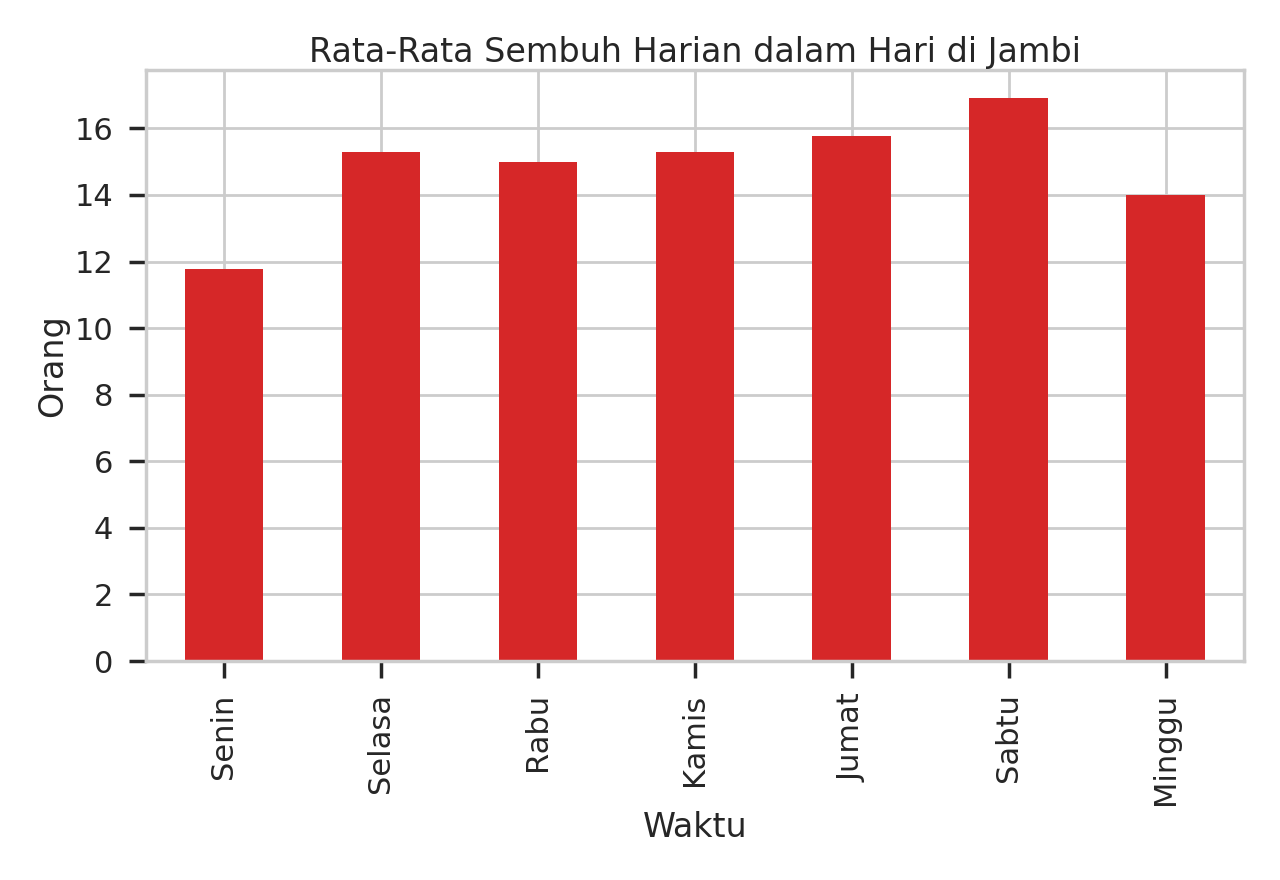 Rata-Rata Sembuh Harian dalam Hari di Jambi
Orang
16
14
12
10
8
6
4
2
0
Senin
Selasa
Rabu
Kamis
Jumat
Sabtu
Minggu
Waktu